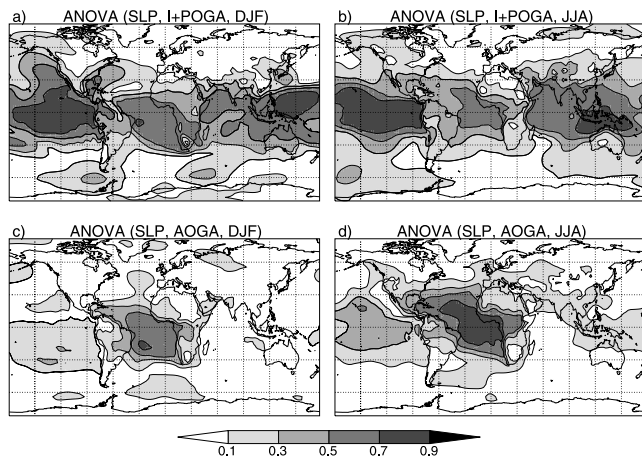 a) ANOVA (SLP, I+POGA, DJF)
b) ANOVA (SLP, I+POGA, JJA)
c) ANOVA (SLP, AOGA, DJF)
d) ANOVA (SLP, AOGA, JJA)
0.1 0.3 0.5 0.7 0.9